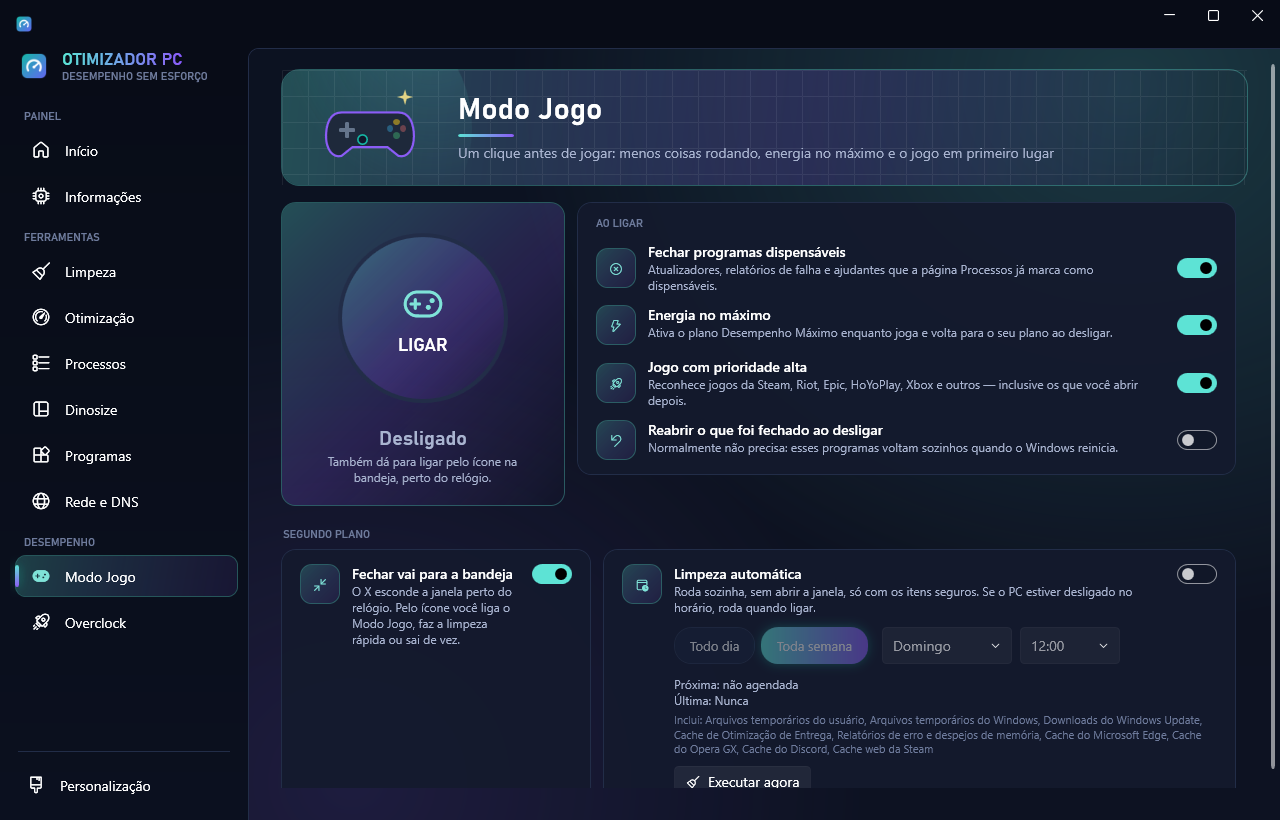 OTIMIZADOR PC
DESEMPENHO SEM ESFORÇO
PAINEL
Início
Informações
FERRAMENTAS
Limpeza
Otimização
Processos
Dinosize
Programas
Rede e DNS
DESEMPENHO
Modo Jogo
Overclock
Personalização
Modo Jogo
Um clique antes de jogar: menos coisas rodando, energia no máximo e o jogo em primeiro lugar
LIGAR
Desligado
Também dá para ligar pelo ícone na
bandeja, perto do relógio.
AO LIGAR
Fechar programas dispensáveis
Atualizadores, relatórios de falha e ajudantes que a página Processos já marca como
dispensáveis.
Energia no máximo
Ativa o plano Desempenho Máximo enquanto joga e volta para o seu plano ao desligar.
Jogo com prioridade alta
Reconhece jogos da Steam, Riot, Epic, HoYoPlay, Xbox e outros — inclusive os que você abrir
depois.
Reabrir o que foi fechado ao desligar
Normalmente não precisa: esses programas voltam sozinhos quando o Windows reinicia.
SEGUNDO PLANO
Fechar vai para a bandeja
O X esconde a janela perto do
relógio. Pelo ícone você liga o
Modo Jogo, faz a limpeza
rápida ou sai de vez.
Limpeza automática
Roda sozinha, sem abrir a janela, só com os itens seguros. Se o PC estiver desligado no
horário, roda quando ligar.
Todo dia
Toda semana
Domingo
12:00
Próxima: não agendada
Última: Nunca
Inclui: Arquivos temporários do usuário, Arquivos temporários do Windows, Downloads do Windows Update,
Cache de Otimização de Entrega, Relatórios de erro e despejos de memória, Cache do Microsoft Edge, Cache
do Opera GX, Cache do Discord, Cache web da Steam
Executar agora